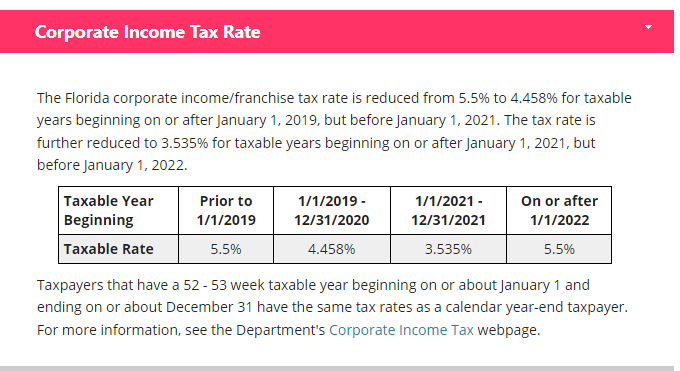 Corporate Income Tax Rate
The Florida corporate income/franchise tax rate is reduced from 5.5% to 4.458% for taxable
years beginning on or after January 1, 2019, but before January 1, 2021. The tax rate is
further reduced to 3.535% for taxable years beginning on or after January 1, 2021, but
before January 1, 2022.
Taxable Year Beginning Prior to 1/1/2019 1/1/2019 - 12/31/2020 1/1/2021 - 12/31/2021 On or after 1/1/2022
Taxable Rate 5.5% 4.458% 3.535% 5.5%
Taxpayers that have a 52 - 53 week taxable year beginning on or about January 1 and
ending on or about December 31 have the same tax rates as a calendar year-end taxpayer.
For more information, see the Department's Corporate Income Tax webpage.